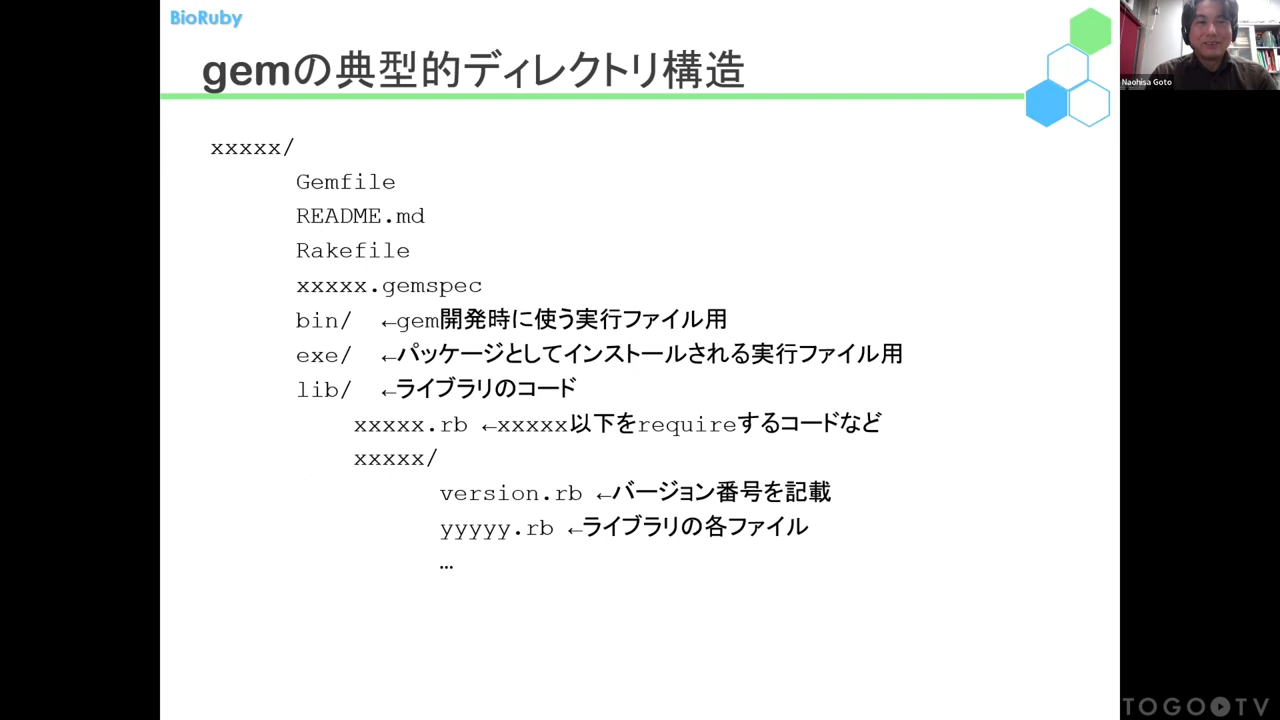 BioRuby
gemの典型的ディレクトリ構造
Naohisa Goto
xxxxx/
Gemfile
README.md
Rakefile
xxxxx.gemspec
bin/ ←gem開発時に使う実行ファイル用
exe/ ←パッケージとしてインストールされる実行ファイル用
lib/ ←ライブラリのコード
xxxxx.rb ←xxxxx以下をrequireするコードなど
xxxxx/
version.rb ←バージョン番号を記載
yyyyy.rb ←ライブラリの各ファイル
…
TOGO TV